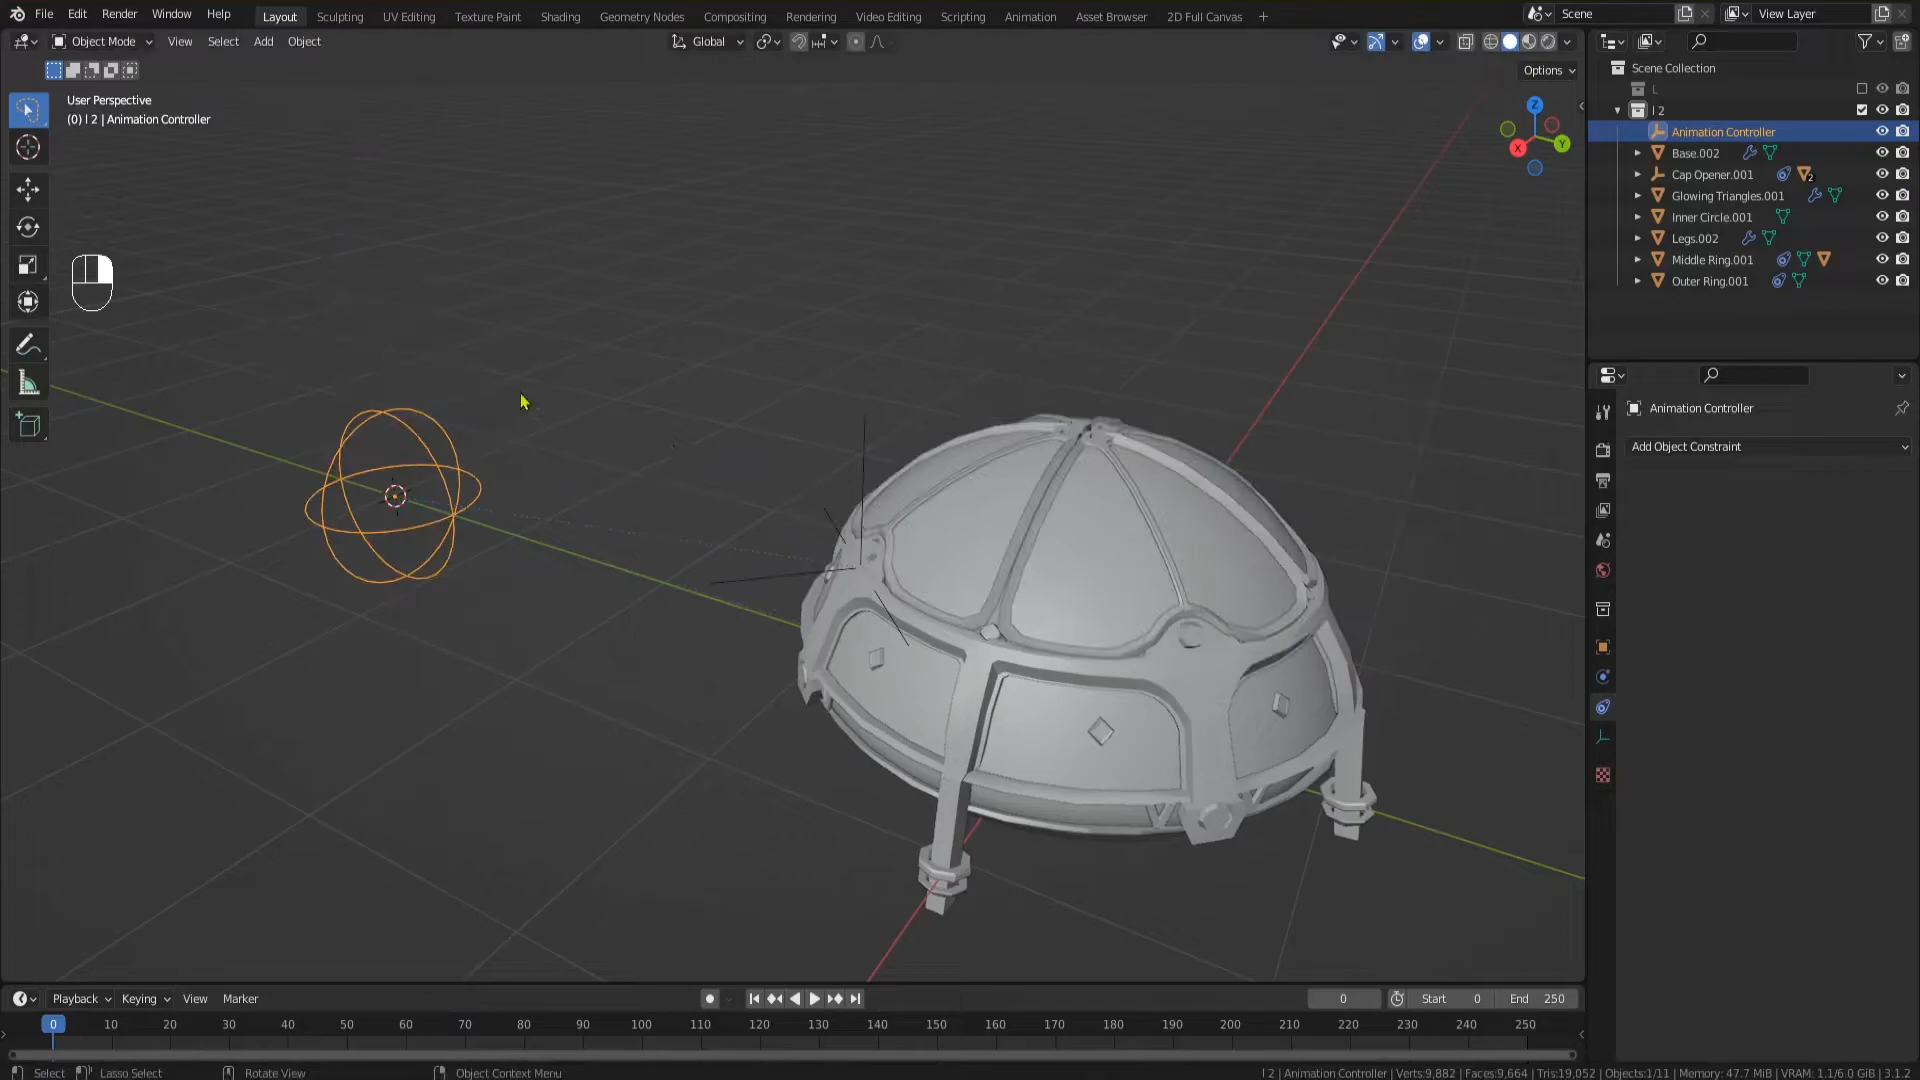 File Edit Render Window Help Layout Sculpting UV Editing Texture Paint Shading Geometry Nodes Compositing Rendering Video Editing Scripting Animation Asset Browser 2D Full Canvas + Scene View Layer
Object Mode View Select Add Object Global
Options
User Perspective
(0) l 2 | Animation Controller
Z
Y
X
Scene Collection
L
l 2
Animation Controller
Base.002
Cap Opener.001 2
Glowing Triangles.001
Inner Circle.001
Legs.002
Middle Ring.001
Outer Ring.001
Animation Controller
Add Object Constraint
Playback Keying View Marker 0 Start 0 End 250
0 10 20 30 40 50 60 70 80 90 100 110 120 130 140 150 160 170 180 190 200 210 220 230 240 250
Select Lasso Select Rotate View Object Context Menu l 2 | Animation Controller | Verts:9,882 | Faces:9,664 | Tris:19,052 | Objects:1/11 | Memory: 47.7 MiB | VRAM: 1.1/6.0 GiB | 3.1.2